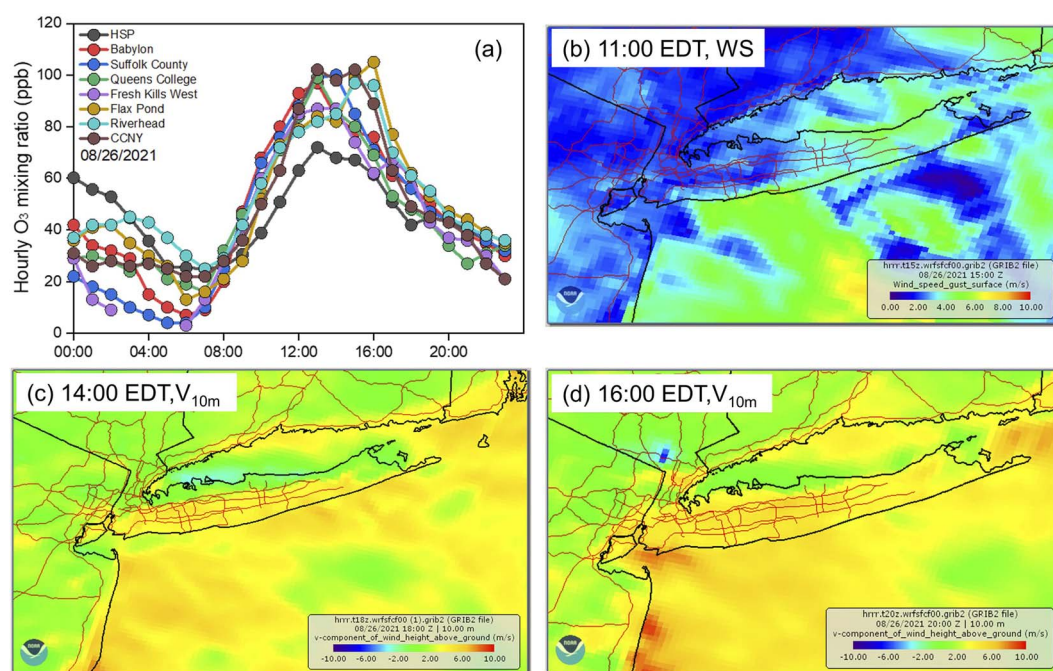 120
100
80
60
40
20
0
Hourly O₃ mixing ratio (ppb)
HSP
Babylon
Suffolk County
Queens College
Fresh Kills West
Flax Pond
Riverhead
CCNY
08/26/2021
(a)
00:00 04:00 08:00 12:00 16:00 20:00
(b) 11:00 EDT, WS
hrrr.t15z.wrfsfcf00.grib2 (GRIB2 file)
08/26/2021 15:00 Z
Wind_speed_gust_surface (m/s)
0.00 2.00 4.00 6.00 8.00 10.00
NOAA
(c) 14:00 EDT,V₁₀ₘ
hrrr.t18z.wrfsfcf00 (1).grib2 (GRIB2 file)
08/26/2021 18:00 Z | 10.00 m
v-component_of_wind_height_above_ground (m/s)
-10.00 -6.00 -2.00 2.00 6.00 10.00
NOAA
(d) 16:00 EDT,V₁₀ₘ
hrrr.t20z.wrfsfcf00.grib2 (GRIB2 file)
08/26/2021 20:00 Z | 10.00 m
v-component_of_wind_height_above_ground (m/s)
-10.00 -6.00 -2.00 2.00 6.00 10.00
NOAA